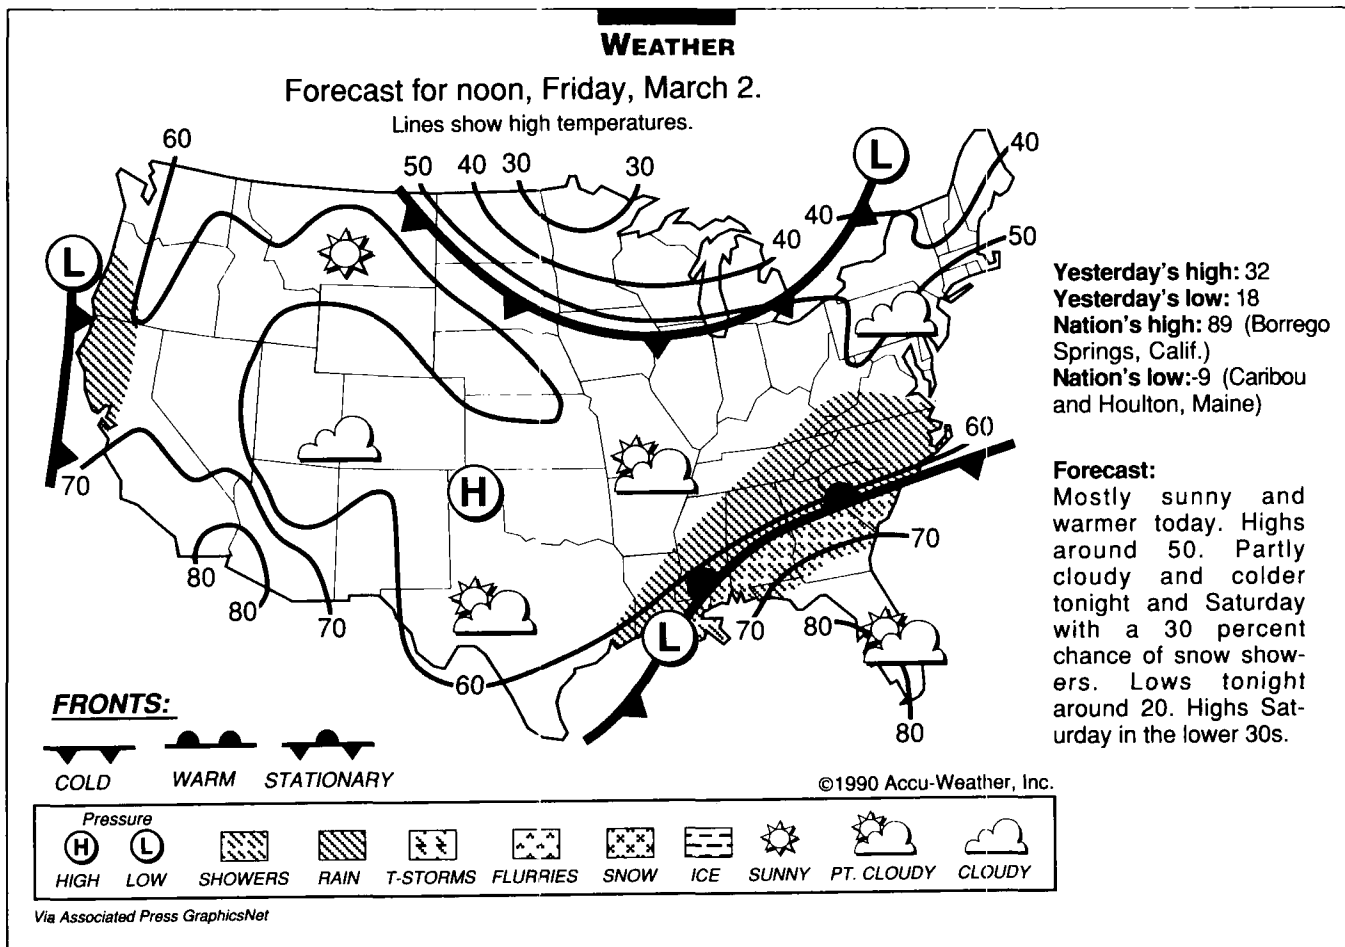 WEATHER
Forecast for noon, Friday, March 2.
Lines show high temperatures.
60
50
40
30
30
L
40
40
40
50
L
H
60
70
80
80
70
60
L
70
70
80
80
Yesterday's high: 32
Yesterday's low: 18
Nation's high: 89 (Borrego
Springs, Calif.)
Nation's low:-9 (Caribou
and Houlton, Maine)
Forecast:
Mostly sunny and
warmer today. Highs
around 50. Partly
cloudy and colder
tonight and Saturday
with a 30 percent
chance of snow show-
ers. Lows tonight
around 20. Highs Sat-
urday in the lower 30s.
FRONTS:
COLD WARM STATIONARY
©1990 Accu-Weather, Inc.
Pressure
H L
HIGH LOW SHOWERS RAIN T-STORMS FLURRIES SNOW ICE SUNNY PT. CLOUDY CLOUDY
Via Associated Press GraphicsNet